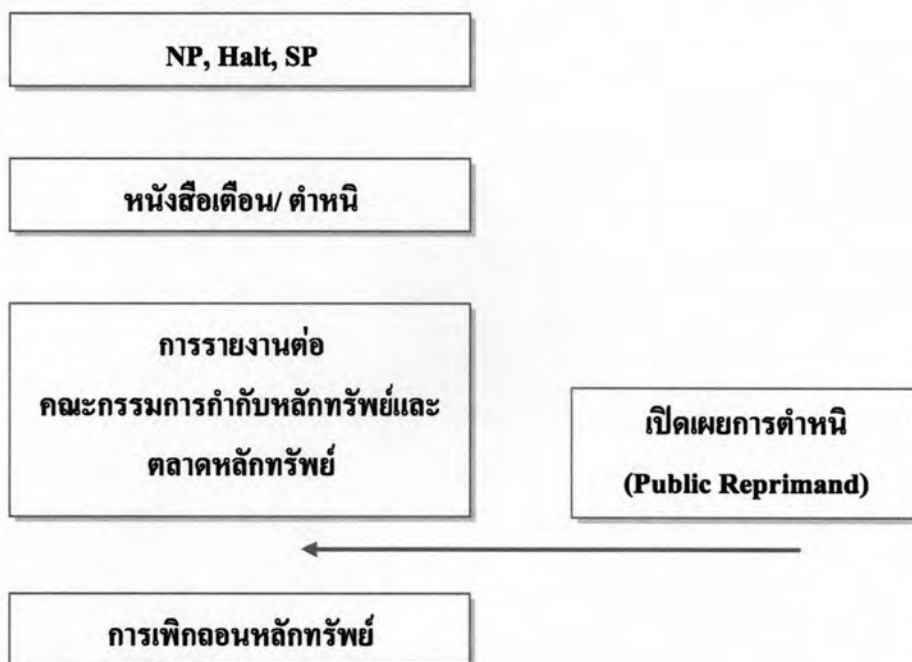 NP, Halt, SP
หนังสือเตือน/ ตำหนิ
การรายงานต่อ
คณะกรรมการกำกับหลักทรัพย์และ
ตลาดหลักทรัพย์
เปิดเผยการตำหนิ
(Public Reprimand)
การเพิกถอนหลักทรัพย์